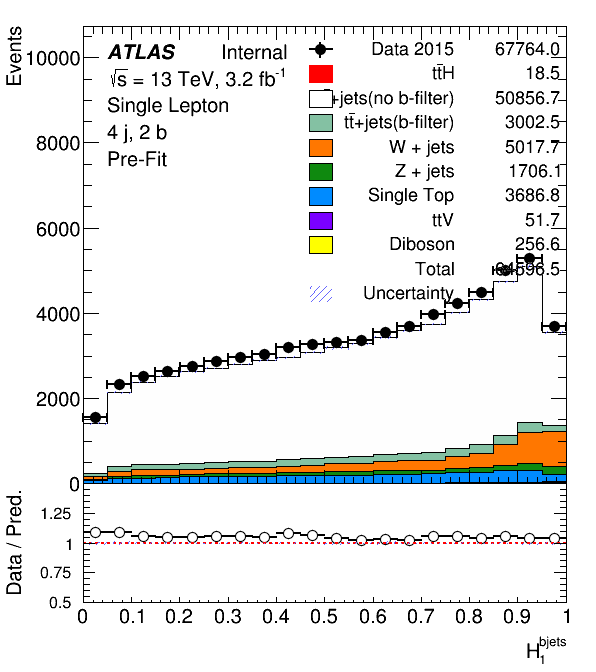 Events
10000
8000
6000
4000
2000
0
ATLAS Internal
√s = 13 TeV, 3.2 fb-1
Single Lepton
4 j, 2 b
Pre-Fit
Data 2015 67764.0
tt̄H 18.5
+jets(no b-filter) 50856.7
tt̄+jets(b-filter) 3002.5
W + jets 5017.7
Z + jets 1706.1
Single Top 3686.8
ttV 51.7
Diboson 256.6
Total
Uncertainty
Data / Pred.
1.25
1
0.75
0.5
0 0.1 0.2 0.3 0.4 0.5 0.6 0.7 0.8 0.9 1
H1bjets